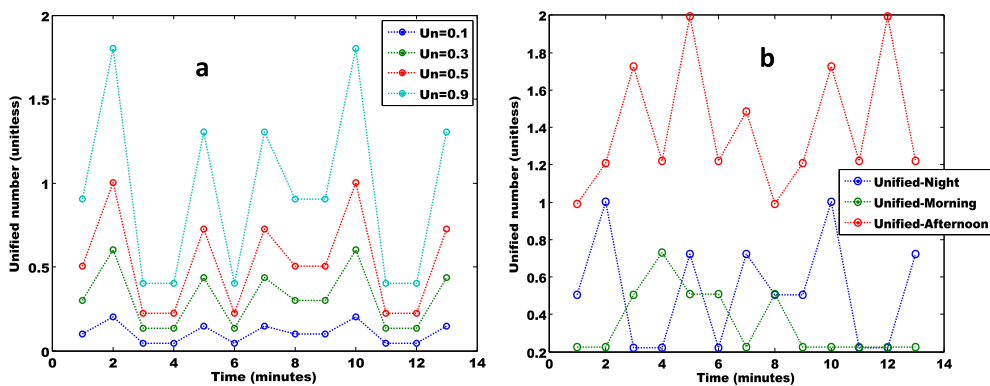 2
1.5
1
0.5
0
0 2 4 6 8 10 12 14
Unified number (unitless)
Time (minutes)
a
Un=0.1
Un=0.3
Un=0.5
Un=0.9
2
1.8
1.6
1.4
1.2
1
0.8
0.6
0.4
0.2
0 2 4 6 8 10 12 14
Unified number (unitless)
Time (minutes)
b
Unified-Night
Unified-Morning
Unified-Afternoon